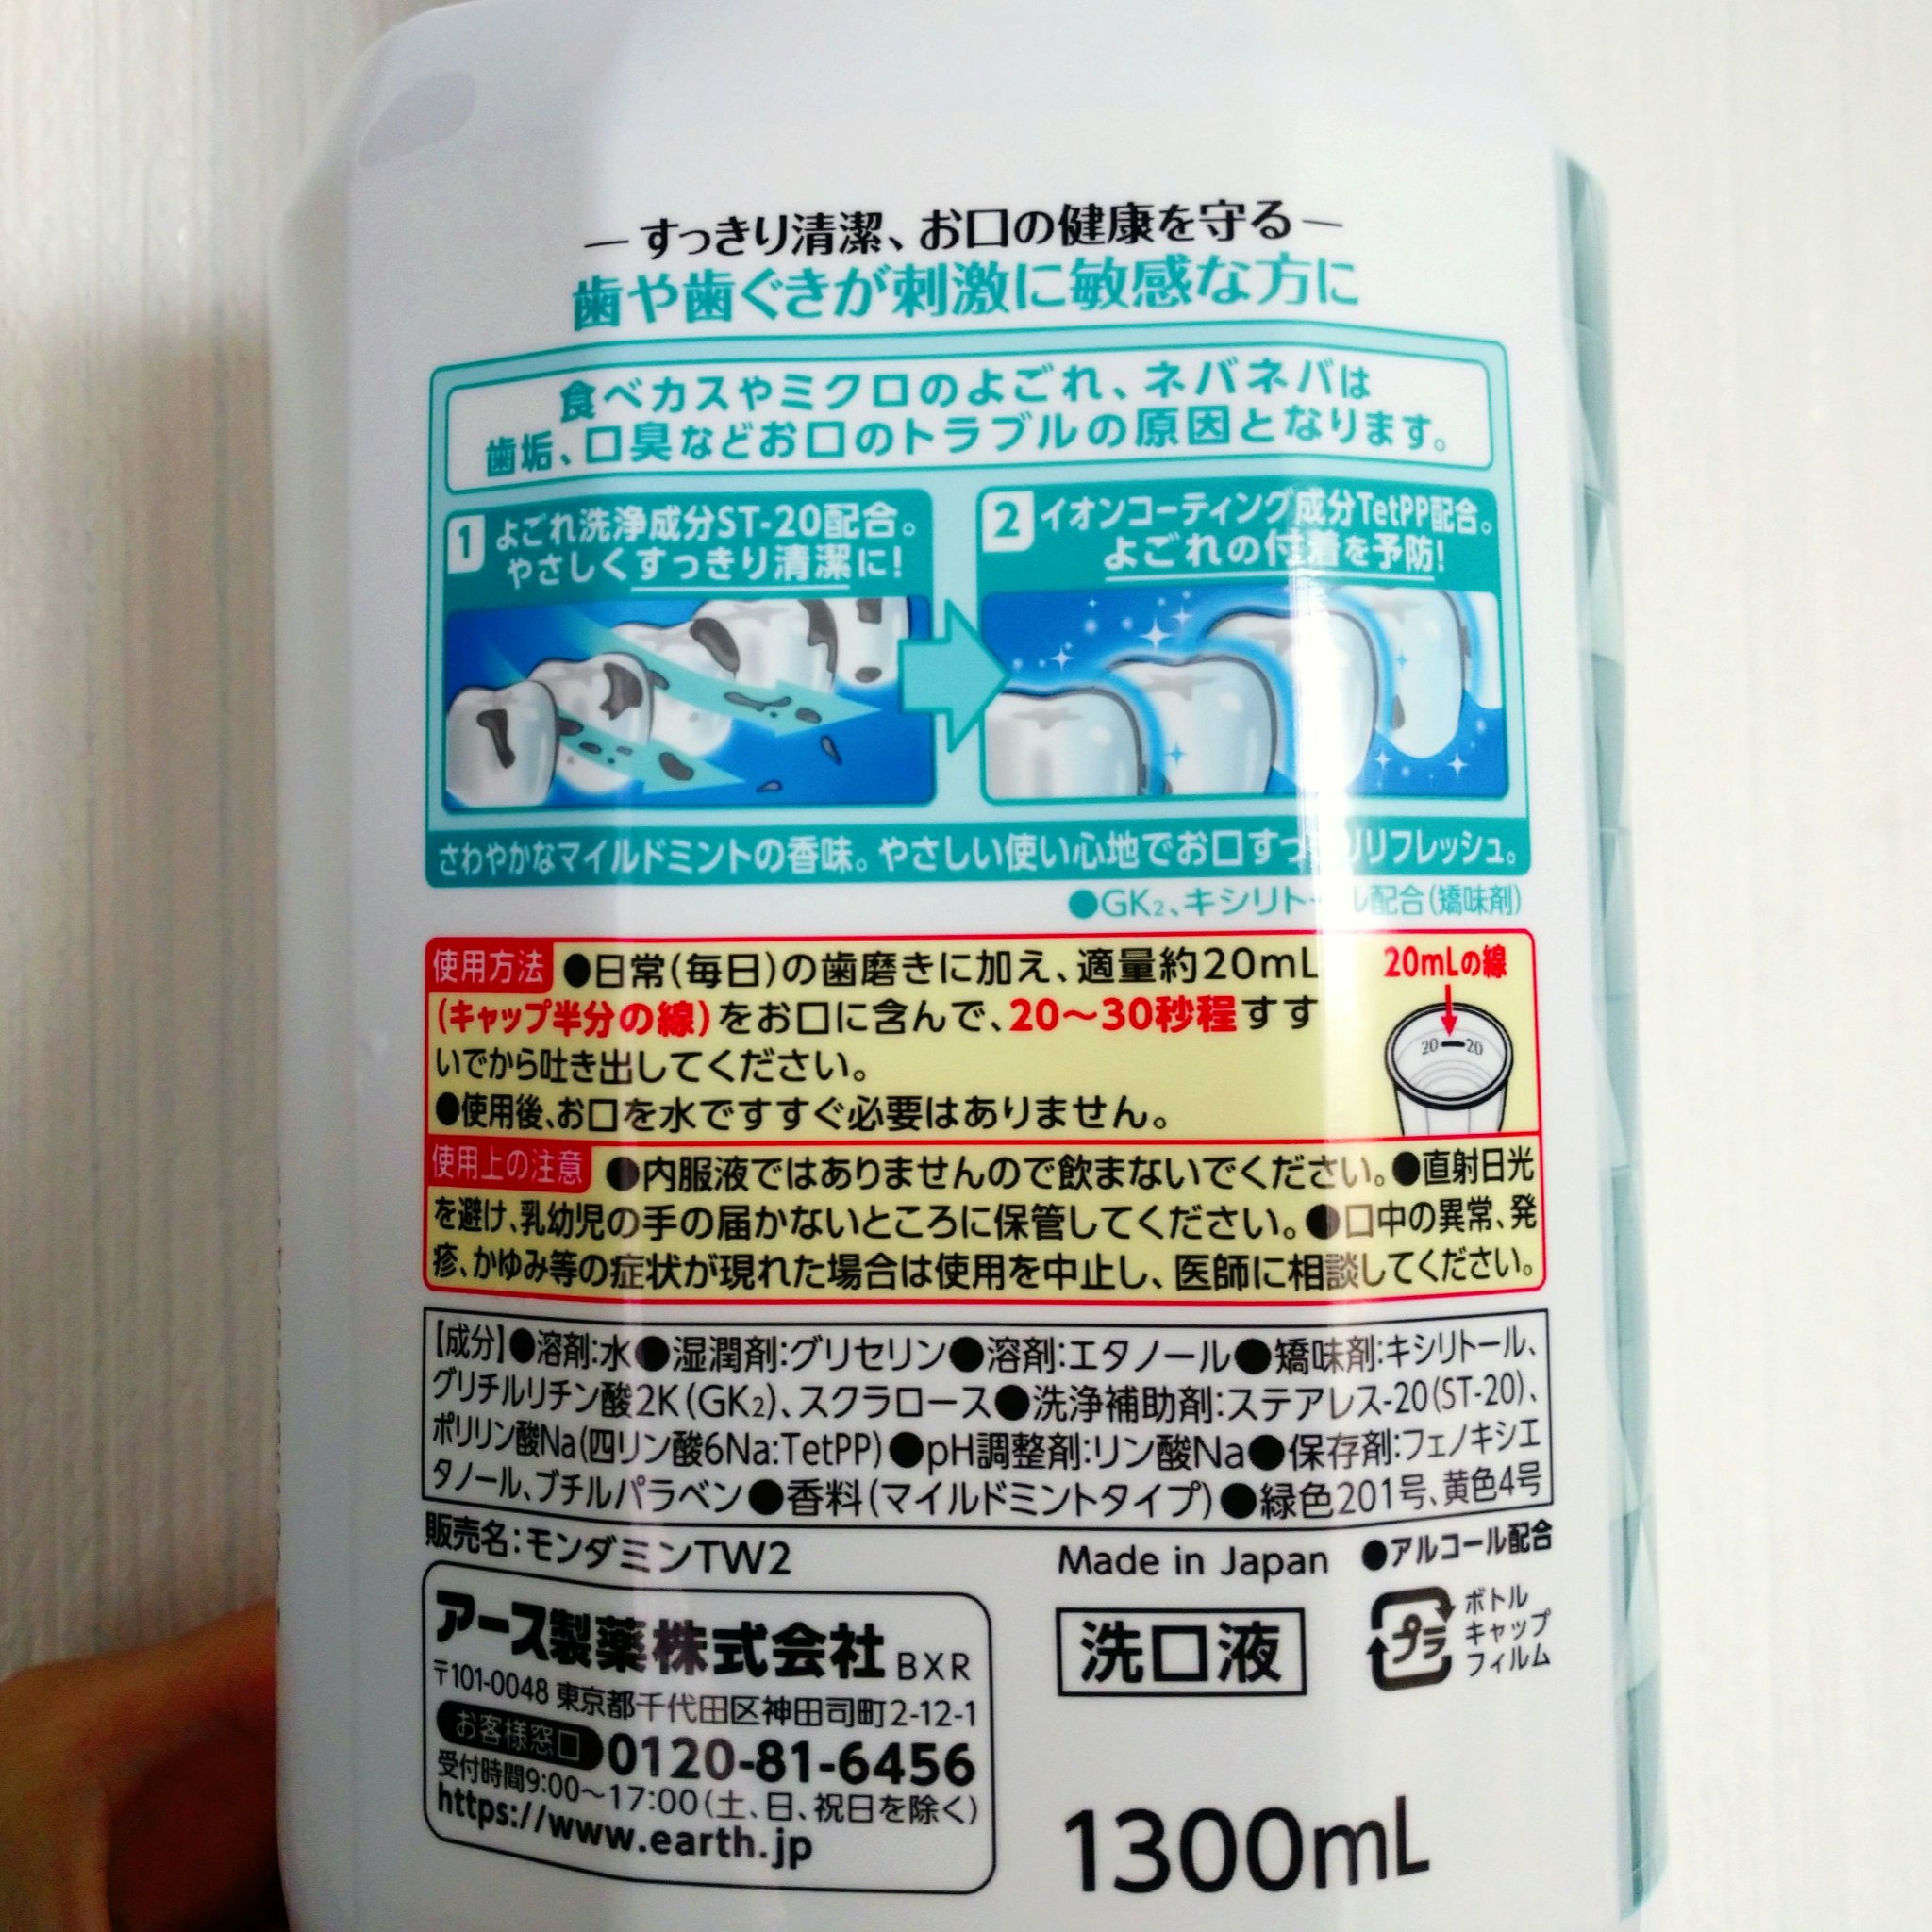 ―すっきり清潔、お口の健康を守る―
歯や歯ぐきが刺激に敏感な方に
食べカスやミクロのよごれ、ネバネバは
歯垢、口臭などお口のトラブルの原因となります。
1 よごれ洗浄成分ST-20配合。
やさしくすっきり清潔に!
2 イオンコーティング成分TetPP配合。
よごれの付着を予防!
さわやかなマイルドミントの香味。やさしい使い心地でお口すっきりリフレッシュ。
●GK2、キシリトール配合(矯味剤)
使用方法 ●日常(毎日)の歯磨きに加え、適量約20mL
(キャップ半分の線)をお口に含んで、20〜30秒程すす
いでから吐き出してください。
●使用後、お口を水ですすぐ必要はありません。
20mLの線
20 20
使用上の注意 ●内服液ではありませんので飲まないでください。●直射日光
を避け、乳幼児の手の届かないところに保管してください。●口中の異常、発
疹、かゆみ等の症状が現れた場合は使用を中止し、医師に相談してください。
【成分】●溶剤:水●湿潤剤:グリセリン●溶剤:エタノール●矯味剤:キシリトール、
グリチルリチン酸2K(GK2)、スクラロース●洗浄補助剤:ステアレス-20(ST-20)、
ポリリン酸Na(四リン酸6Na:TetPP)●pH調整剤:リン酸Na●保存剤:フェノキシエ
タノール、ブチルパラベン●香料(マイルドミントタイプ)●緑色201号、黄色4号
販売名:モンダミンTW2
Made in Japan ●アルコール配合
アース製薬株式会社 BXR
〒101-0048 東京都千代田区神田司町2-12-1
お客様窓口 0120-81-6456
受付時間9:00〜17:00(土、日、祝日を除く)
https://www.earth.jp
洗口液
プラ
ボトル
キャップ
フィルム
1300mL